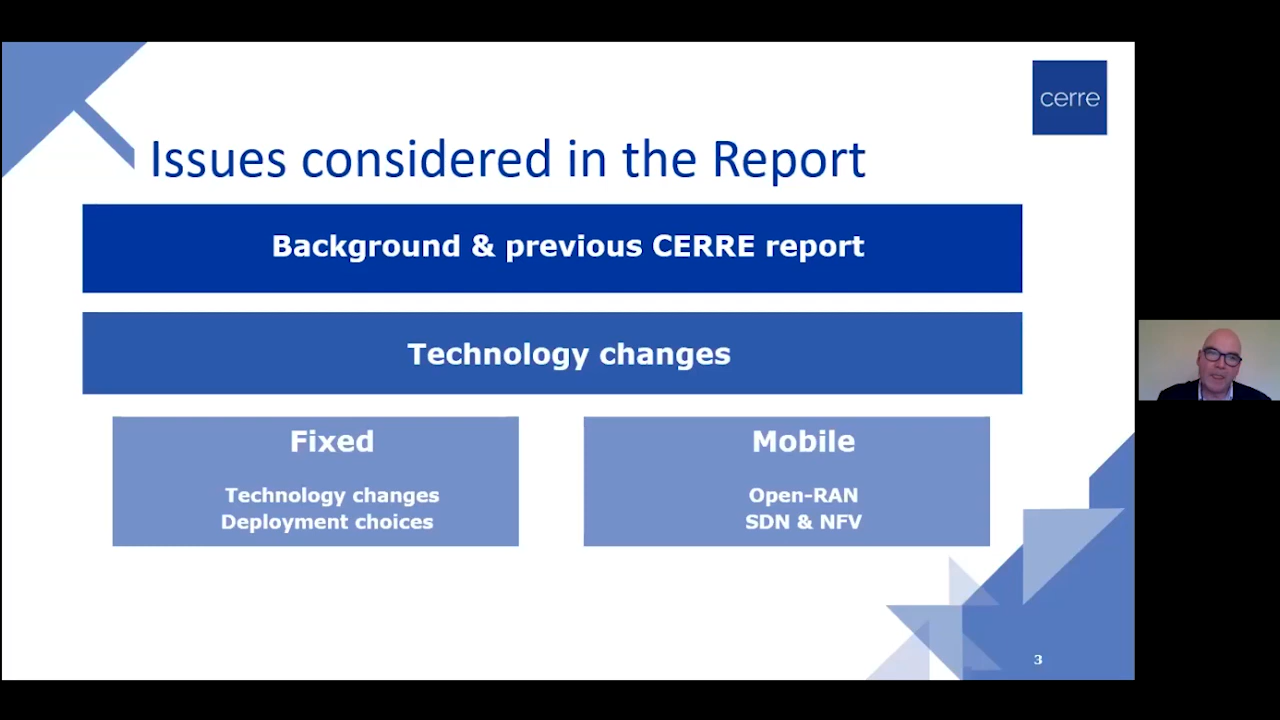 cerre
Issues considered in the Report
Background & previous CERRE report
Technology changes
Fixed
Technology changes
Deployment choices
Mobile
Open-RAN
SDN & NFV
3